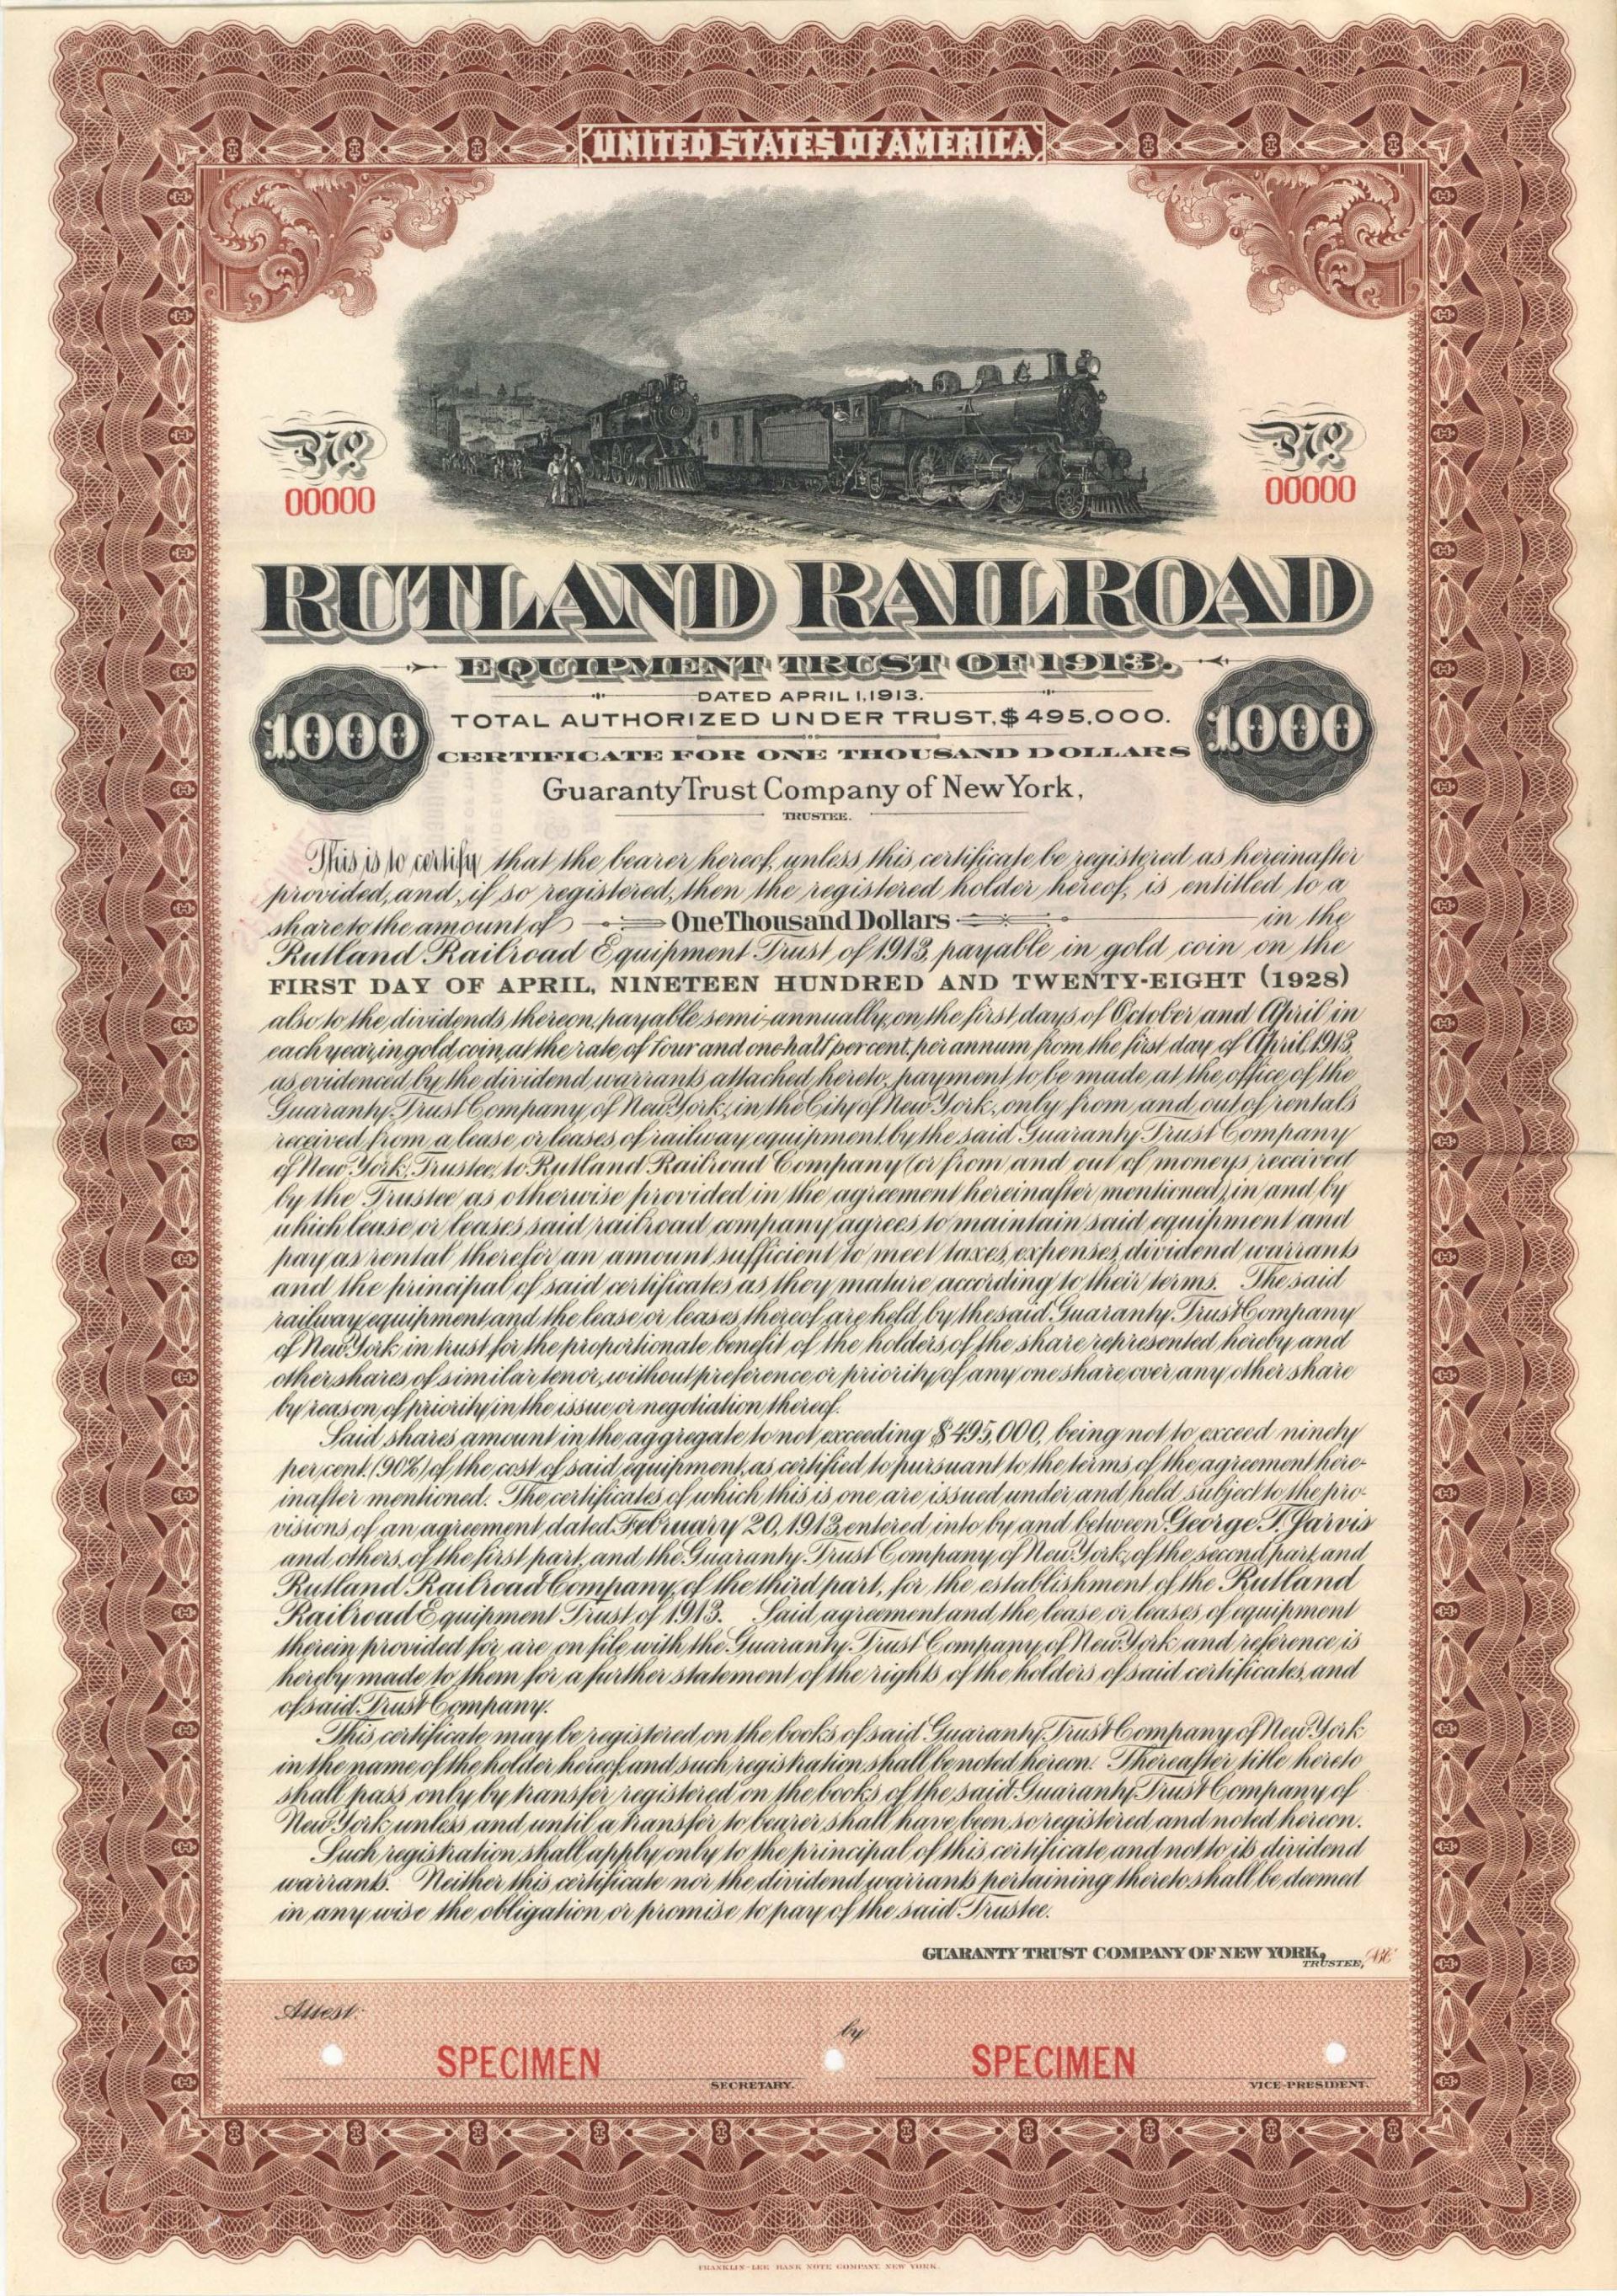 UNITED STATES OF AMERICA
No. No.
00000 00000
RUTLAND RAILROAD
EQUIPMENT TRUST OF 1913.
DATED APRIL 1, 1913.
1000 TOTAL AUTHORIZED UNDER TRUST, $495,000. 1000
CERTIFICATE FOR ONE THOUSAND DOLLARS
Guaranty Trust Company of New York,
TRUSTEE.
This is to certify that the bearer hereof, unless this certificate be registered as hereinafter
provided, and, if so registered, then the registered holder hereof, is entitled to a
share to the amount of One Thousand Dollars in the
Rutland Railroad Equipment Trust of 1913, payable in gold coin on the
FIRST DAY OF APRIL, NINETEEN HUNDRED AND TWENTY-EIGHT (1928)
also to the dividends thereon, payable semi-annually, on the first days of October and April in
each year, in gold coin, at the rate of four and one half per cent. per annum from the first day of April, 1913,
as evidenced by the dividend warrants attached hereto, payment to be made at the office of the
Guaranty Trust Company of New York, in the City of New York, only from and out of rentals
received from a lease or leases of railway equipment by the said Guaranty Trust Company
of New York, Trustee, to Rutland Railroad Company (or from and out of moneys received
by the Trustee as otherwise provided in the agreement hereinafter mentioned), in and by
which lease or leases said railroad company agrees to maintain said equipment and
pay as rental therefor an amount sufficient to meet taxes, expenses, dividend warrants
and the principal of said certificates as they mature according to their terms. The said
railway equipment and the lease or leases thereof are held by the said Guaranty Trust Company
of New York in trust for the proportionate benefit of the holders of the share represented hereby and
other shares of similar tenor, without preference or priority of any one share over any other share
by reason of priority in the issue or negotiation thereof.
Said shares amount in the aggregate to not exceeding $495,000, being not to exceed ninety
per cent. (90%) of the cost of said equipment, as certified to pursuant to the terms of the agreement here-
inafter mentioned. The certificates of which this is one are issued under and held subject to the pro-
visions of an agreement, dated February 20, 1913, entered into by and between George T. Jarvis
and others, of the first part, and the Guaranty Trust Company of New York, of the second part, and
Rutland Railroad Company, of the third part, for the establishment of the Rutland
Railroad Equipment Trust of 1913. Said agreement and the lease or leases of equipment
therein provided for are on file with the Guaranty Trust Company of New York and reference is
hereby made to them for a further statement of the rights of the holders of said certificates, and
of said Trust Company.
This certificate may be registered on the books of said Guaranty Trust Company of New York
in the name of the holder hereof, and such registration shall be noted hereon. Thereafter title hereto
shall pass only by transfer registered on the books of the said Guaranty Trust Company of
New York unless and until a transfer to bearer shall have been so registered and noted hereon.
Such registration shall apply only to the principal of this certificate and not to its dividend
warrants. Neither this certificate nor the dividend warrants pertaining thereto shall be deemed
in any wise the obligation or promise to pay of the said Trustee.
GUARANTY TRUST COMPANY OF NEW YORK,
TRUSTEE,
Attest: by
SPECIMEN SPECIMEN
SECRETARY. VICE-PRESIDENT.
FRANKLIN-LEE BANK NOTE COMPANY, NEW YORK.